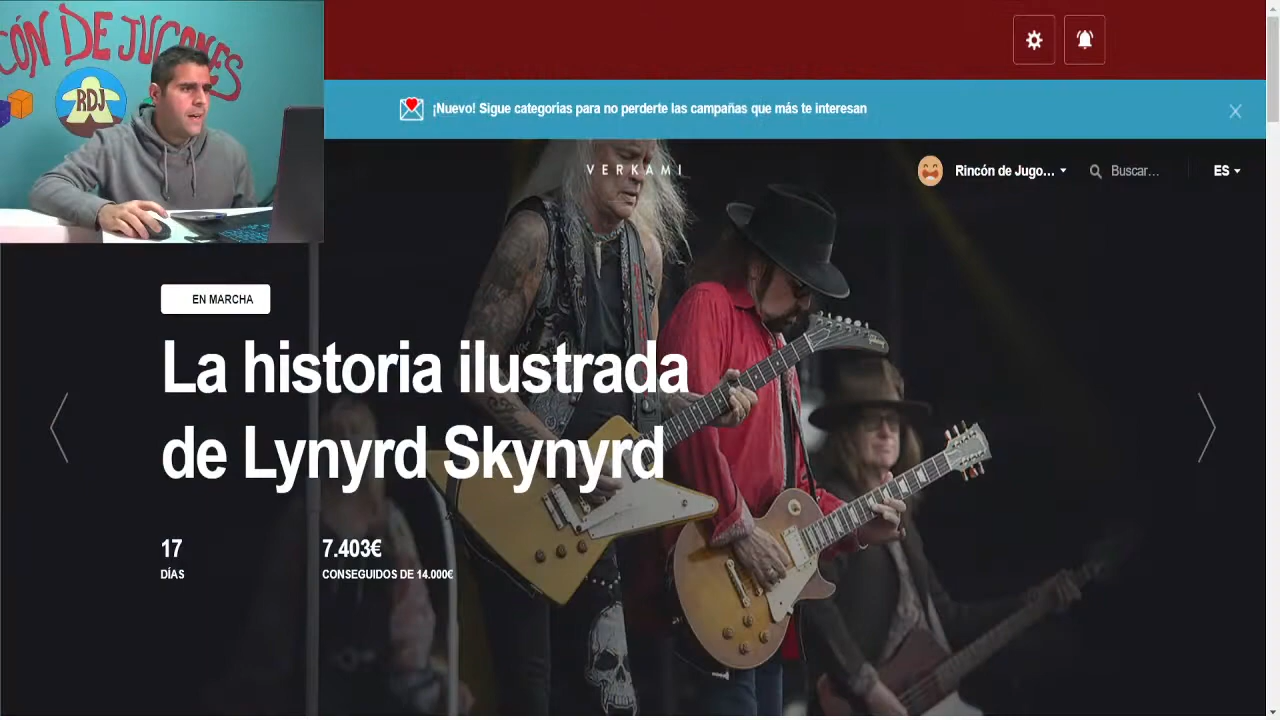 CÓN DE JUGONES
RDJ
¡Nuevo! Sigue categorías para no perderte las campañas que más te interesan
VERKAMI
Rincón de Jugo...
Buscar...
ES
EN MARCHA
La historia ilustrada
de Lynyrd Skynyrd
17
7.403€
DÍAS
CONSEGUIDOS DE 14.000€